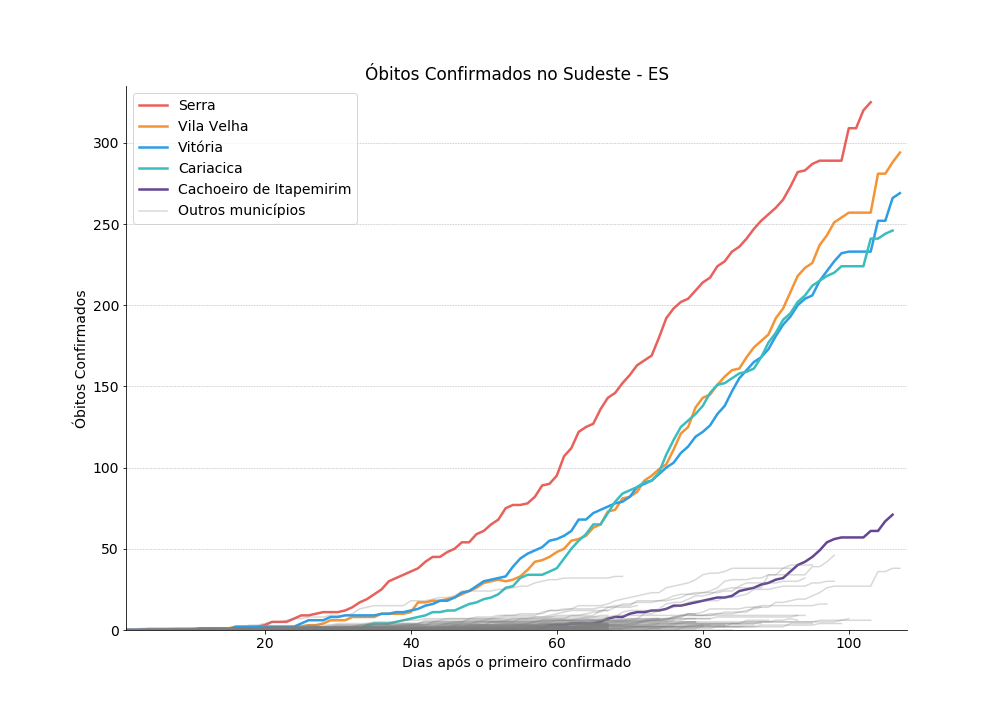 Óbitos Confirmados no Sudeste - ES
Serra
Vila Velha
Vitória
Cariacica
Cachoeiro de Itapemirim
Outros municípios
Óbitos Confirmados
300
250
200
150
100
50
0
20
40
60
80
100
Dias após o primeiro confirmado